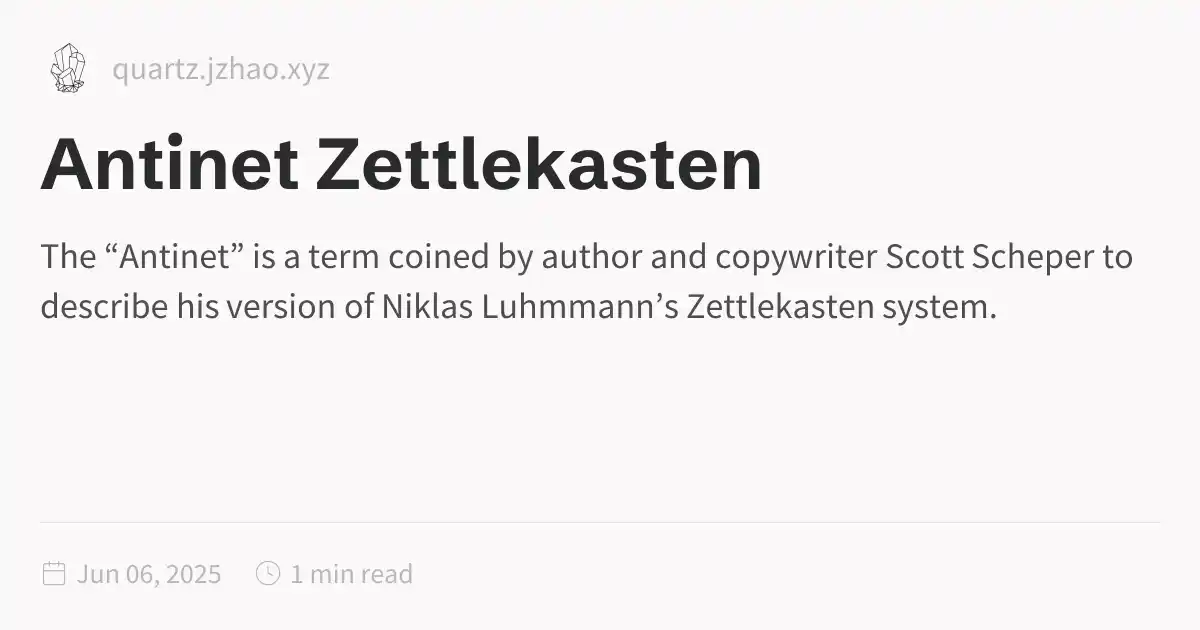 quartz.jzhao.xyz
Antinet Zettlekasten
The “Antinet” is a term coined by author and copywriter Scott Scheper to
describe his version of Niklas Luhmmann’s Zettlekasten system.
Jun 06, 2025 1 min read